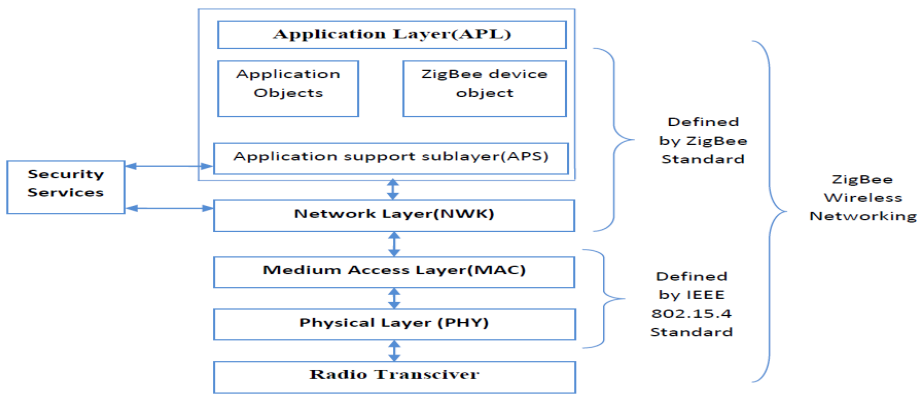 Application Layer(APL)
Application
Objects
ZigBee device
object
Application support sublayer(APS)
Security
Services
Network Layer(NWK)
Medium Access Layer(MAC)
Physical Layer (PHY)
Radio Transciver
Defined
by ZigBee
Standard
Defined
by IEEE
802.15.4
Standard
ZigBee
Wireless
Networking